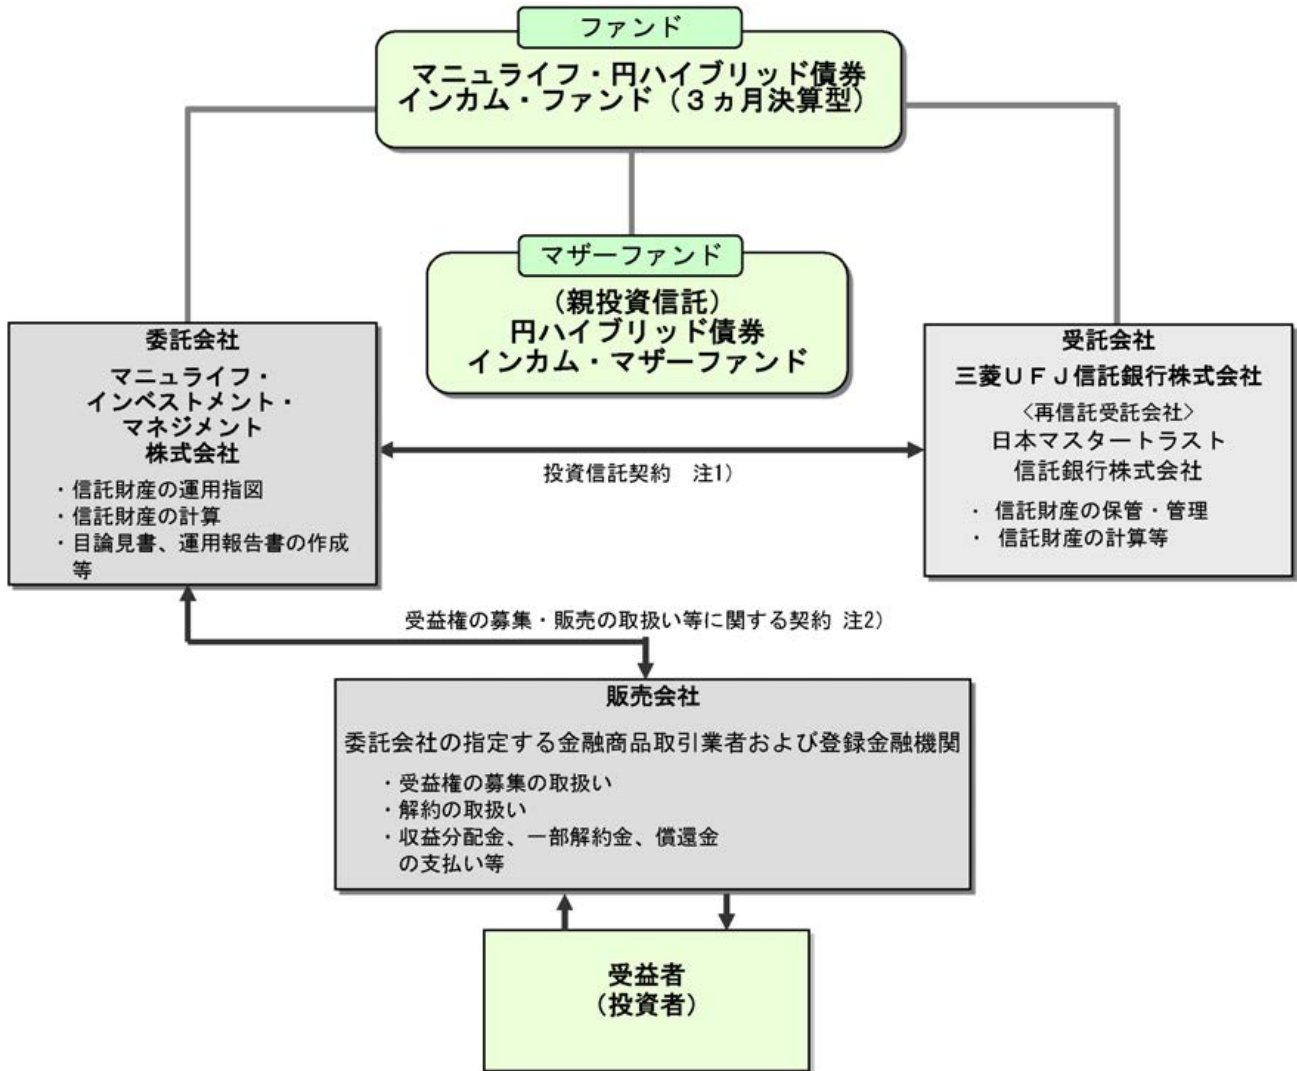 ファンド
マニュライフ・円ハイブリッド債券
インカム・ファンド（３ヵ月決算型）
マザーファンド
（親投資信託）
円ハイブリッド債券
インカム・マザーファンド
委託会社
マニュライフ・
インベストメント・
マネジメント
株式会社
・信託財産の運用指図
・信託財産の計算
・目論見書、運用報告書の作成
等
受託会社
三菱ＵＦＪ信託銀行株式会社
〈再信託受託会社〉
日本マスタートラスト
信託銀行株式会社
・ 信託財産の保管・管理
・ 信託財産の計算等
投資信託契約　注1）
受益権の募集・販売の取扱い等に関する契約 注2）
販売会社
委託会社の指定する金融商品取引業者および登録金融機関
・受益権の募集の取扱い
・解約の取扱い
・収益分配金、一部解約金、償還金
の支払い等
受益者
（投資者）